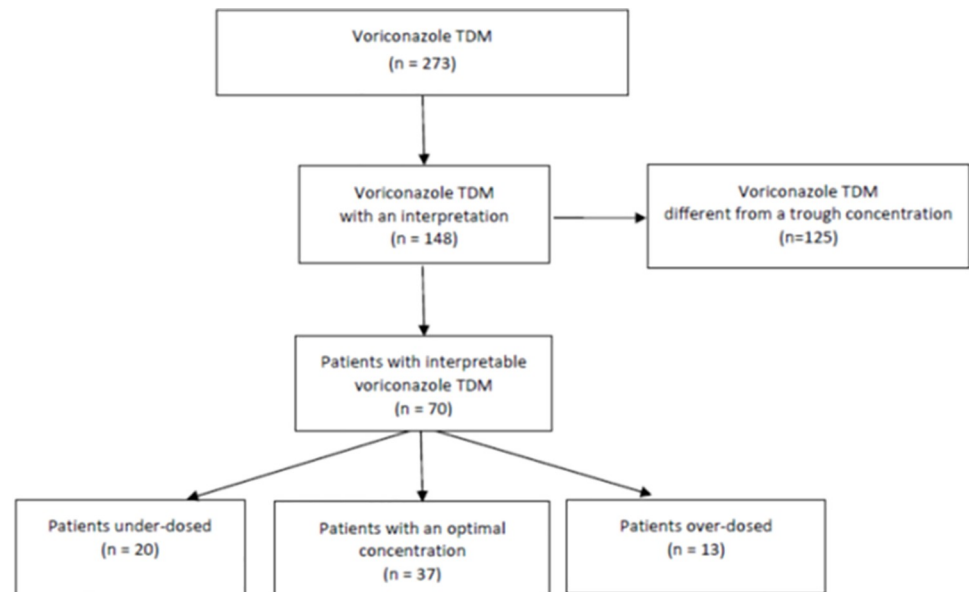 Voriconazole TDM
(n = 273)
Voriconazole TDM
with an interpretation
(n = 148)
Voriconazole TDM
different from a trough concentration
(n=125)
Patients with interpretable
voriconazole TDM
(n = 70)
Patients under-dosed
(n = 20)
Patients with an optimal
concentration
(n = 37)
Patients over-dosed
(n = 13)